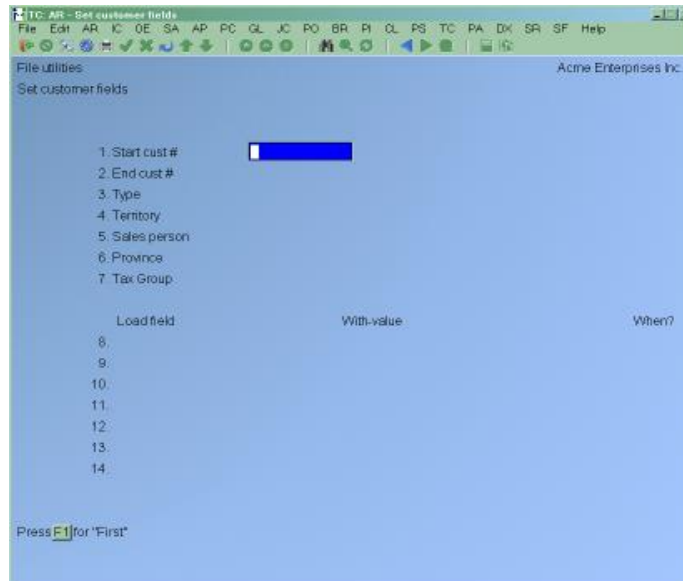 TC: AR - Set customer fields
File Edit AR IC OE SA AP PC GL JC PO BR PI CL PS TC PA DX SR SF Help
File utilities Acme Enterprises Inc.
Set customer fields
1. Start cust #
2. End cust #
3. Type
4. Territory
5. Sales person
6. Province
7. Tax Group
Load field With-value When?
8.
9.
10.
11.
12.
13.
14.
Press F1 for "First"